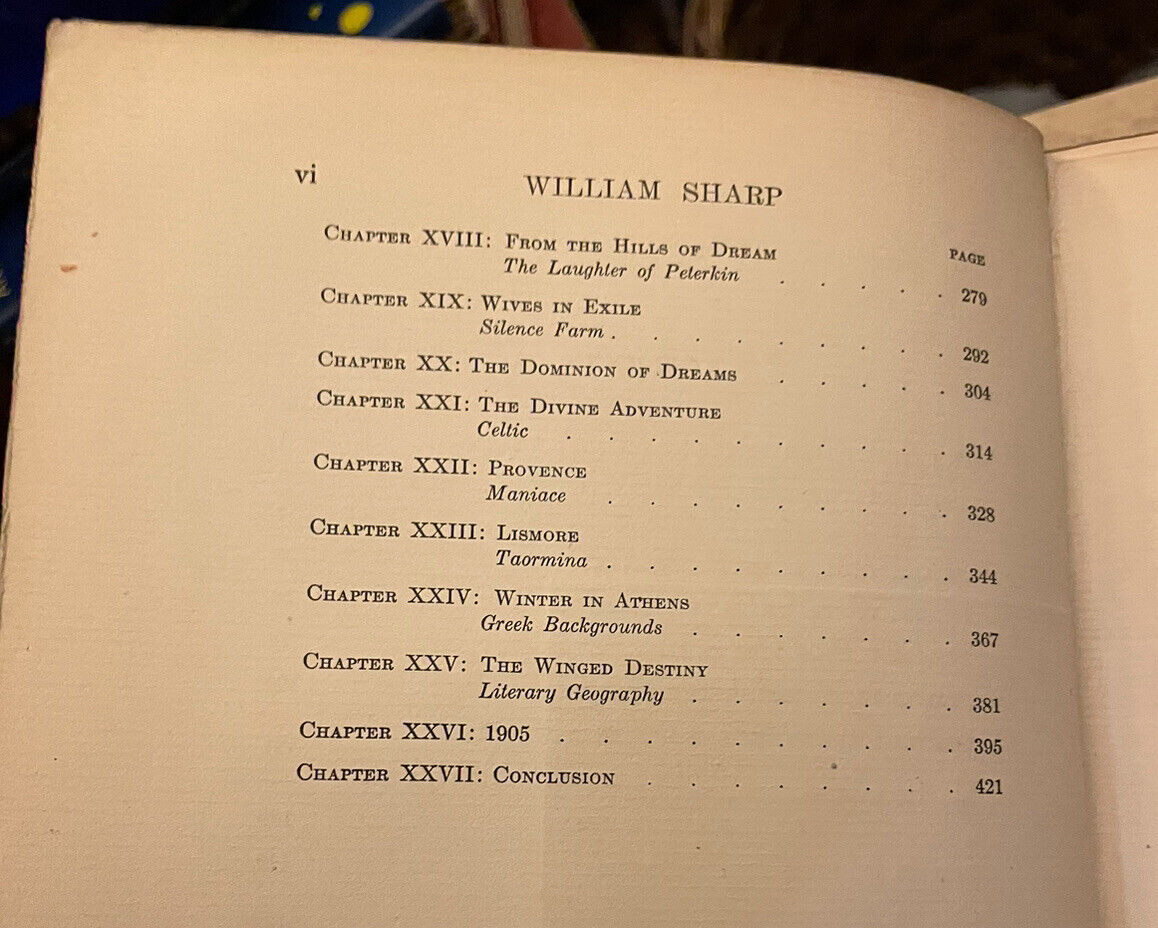 vi WILLIAM SHARP
PAGE
Chapter XVIII: From the Hills of Dream
The Laughter of Peterkin . . . . . 279
Chapter XIX: Wives in Exile
Silence Farm . . . . . . . . . 292
Chapter XX: The Dominion of Dreams . . . . . 304
Chapter XXI: The Divine Adventure
Celtic . . . . . . . . . . 314
Chapter XXII: Provence
Maniace . . . . . . . . . 328
Chapter XXIII: Lismore
Taormina . . . . . . . . . 344
Chapter XXIV: Winter in Athens
Greek Backgrounds . . . . . . . 367
Chapter XXV: The Winged Destiny
Literary Geography . . . . . . . 381
Chapter XXVI: 1905 . . . . . . . . . . 395
Chapter XXVII: Conclusion . . . . . . . . 421